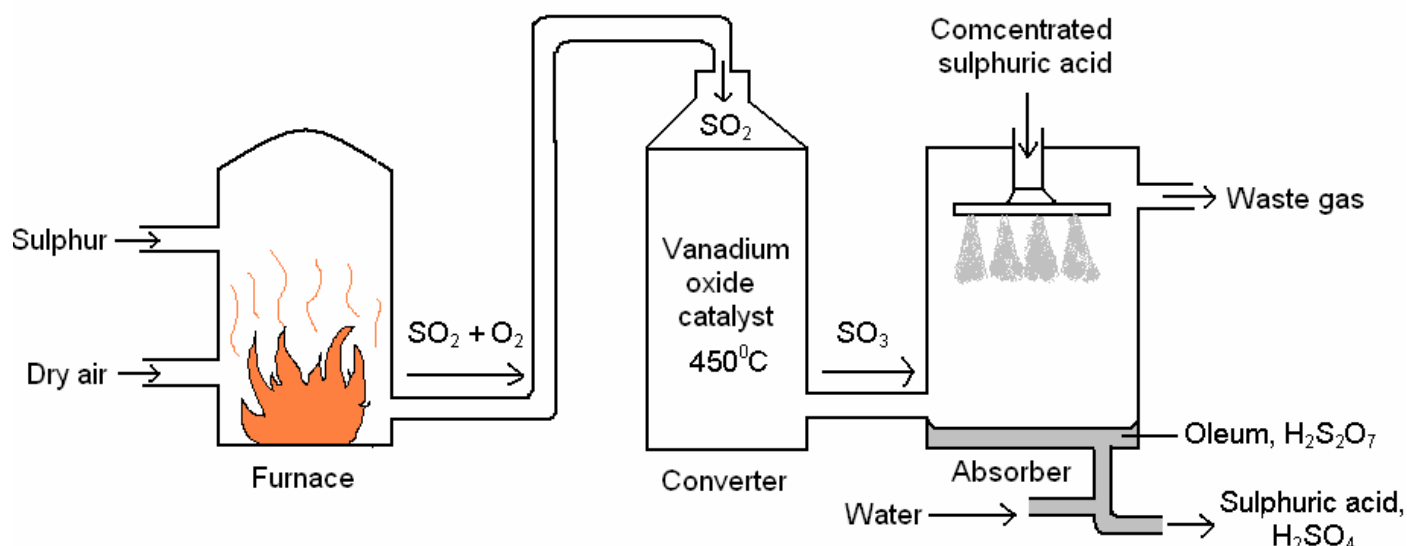 Sulphur
Dry air
Furnace
SO₂ + O₂
SO₂
Vanadium
oxide
catalyst
450⁰C
Converter
SO₃
Comcentrated
sulphuric acid
Waste gas
Oleum, H₂S₂O₇
Absorber
Water
Sulphuric acid,
H₂SO₄